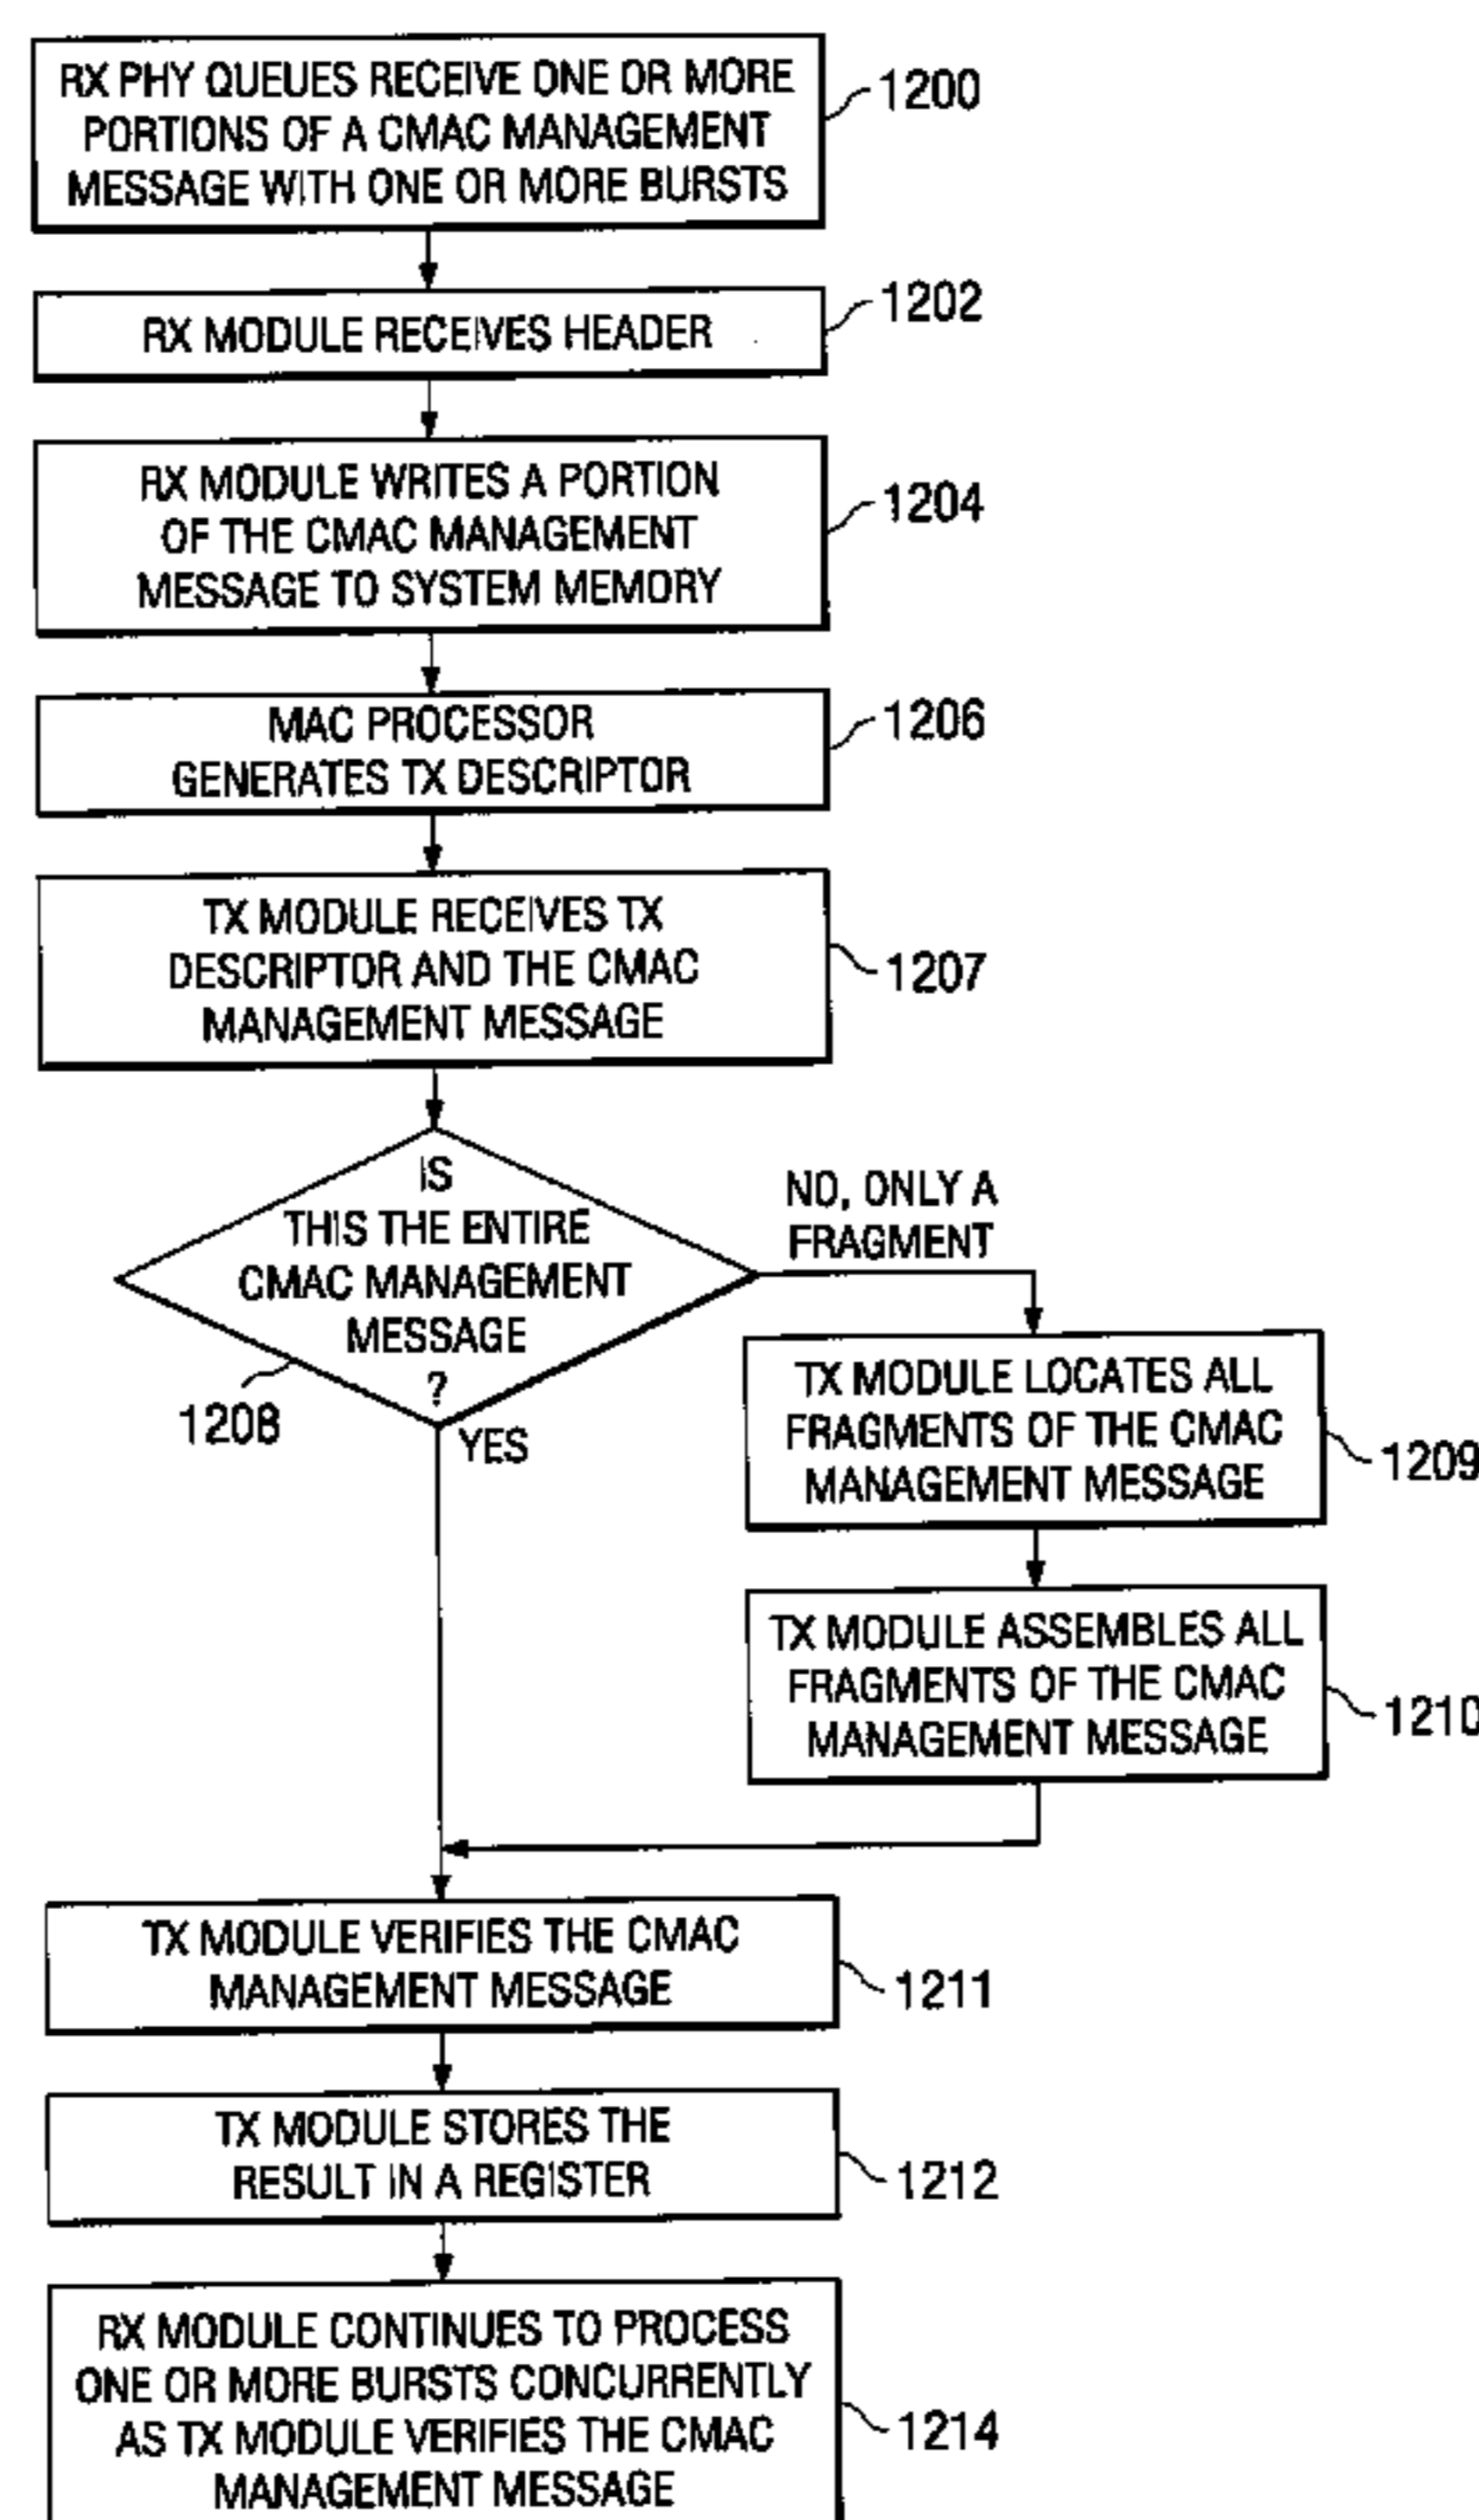 RX PHY QUEUES RECEIVE ONE OR MORE
PORTIONS OF A CMAC MANAGEMENT
MESSAGE WITH ONE OR MORE BURSTS
1200
RX MODULE RECEIVES HEADER
1202
RX MODULE WRITES A PORTION
OF THE CMAC MANAGEMENT
MESSAGE TO SYSTEM MEMORY
1204
MAC PROCESSOR
GENERATES TX DESCRIPTOR
1206
TX MODULE RECEIVES TX
DESCRIPTOR AND THE CMAC
MANAGEMENT MESSAGE
1207
IS
THIS THE ENTIRE
CMAC MANAGEMENT
MESSAGE
?
1208
YES
NO, ONLY A
FRAGMENT
TX MODULE LOCATES ALL
FRAGMENTS OF THE CMAC
MANAGEMENT MESSAGE
1209
TX MODULE ASSEMBLES ALL
FRAGMENTS OF THE CMAC
MANAGEMENT MESSAGE
1210
TX MODULE VERIFIES THE CMAC
MANAGEMENT MESSAGE
1211
TX MODULE STORES THE
RESULT IN A REGISTER
1212
RX MODULE CONTINUES TO PROCESS
ONE OR MORE BURSTS CONCURRENTLY
AS TX MODULE VERIFIES THE CMAC
MANAGEMENT MESSAGE
1214